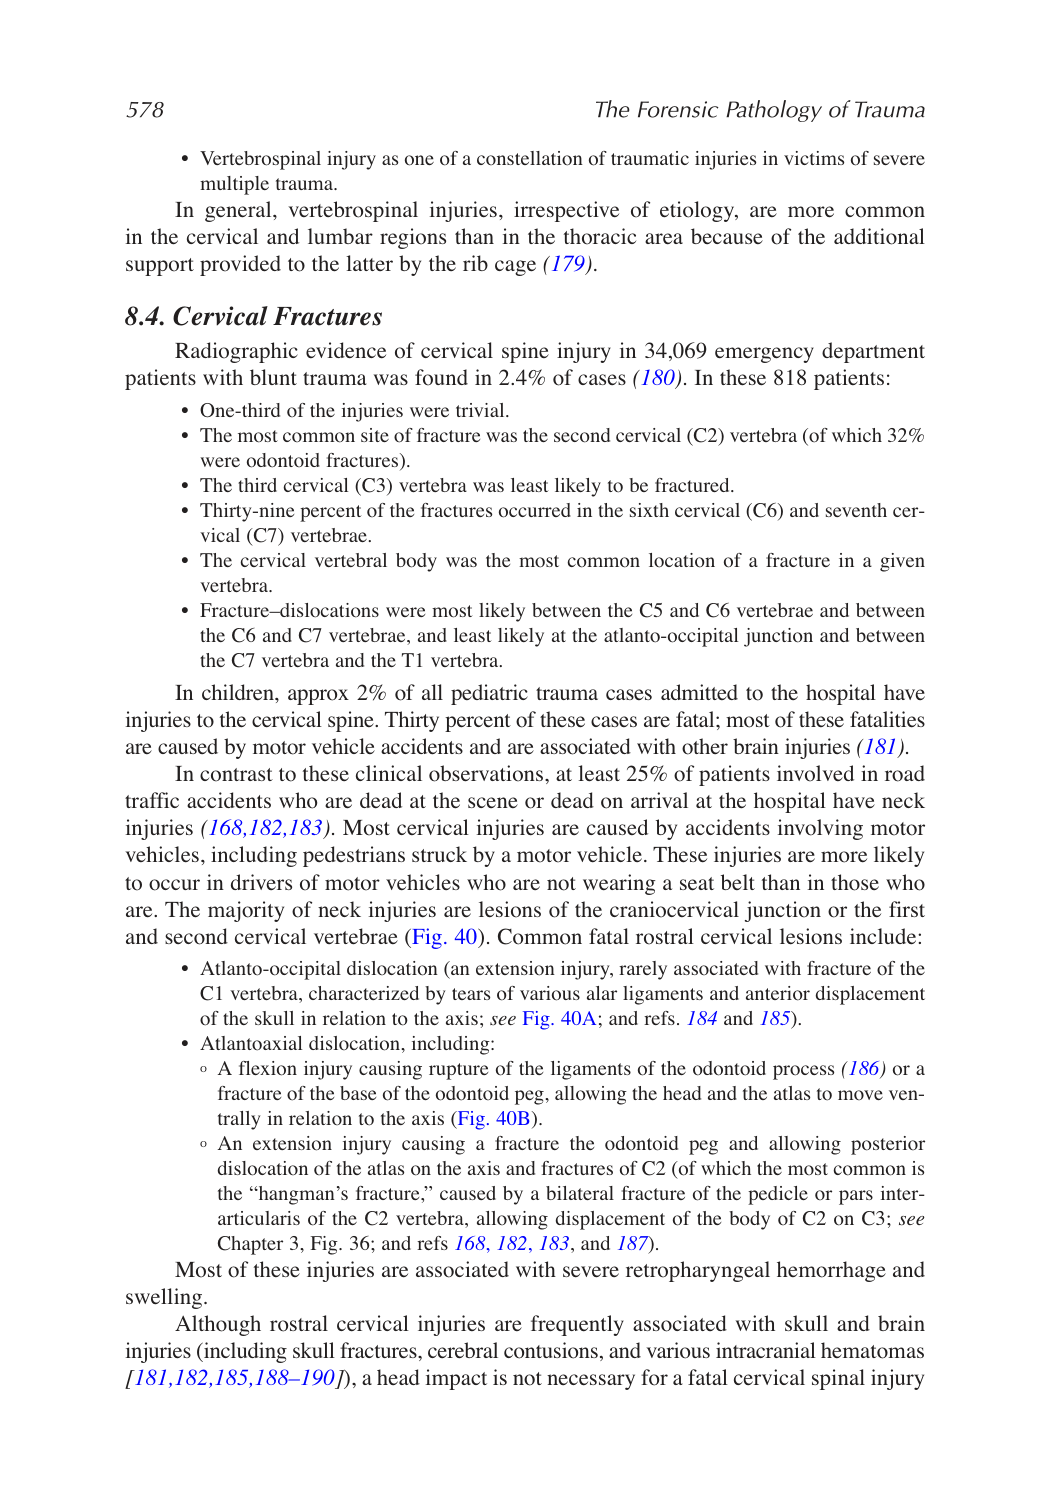 578 The Forensic Pathology of Trauma
• Vertebrospinal injury as one of a constellation of traumatic injuries in victims of severe
multiple trauma.
In general, vertebrospinal injuries, irrespective of etiology, are more common
in the cervical and lumbar regions than in the thoracic area because of the additional
support provided to the latter by the rib cage (179).
8.4. Cervical Fractures
Radiographic evidence of cervical spine injury in 34,069 emergency department
patients with blunt trauma was found in 2.4% of cases (180). In these 818 patients:
• One-third of the injuries were trivial.
• The most common site of fracture was the second cervical (C2) vertebra (of which 32%
were odontoid fractures).
• The third cervical (C3) vertebra was least likely to be fractured.
• Thirty-nine percent of the fractures occurred in the sixth cervical (C6) and seventh cer-
vical (C7) vertebrae.
• The cervical vertebral body was the most common location of a fracture in a given
vertebra.
• Fracture–dislocations were most likely between the C5 and C6 vertebrae and between
the C6 and C7 vertebrae, and least likely at the atlanto-occipital junction and between
the C7 vertebra and the T1 vertebra.
In children, approx 2% of all pediatric trauma cases admitted to the hospital have
injuries to the cervical spine. Thirty percent of these cases are fatal; most of these fatalities
are caused by motor vehicle accidents and are associated with other brain injuries (181).
In contrast to these clinical observations, at least 25% of patients involved in road
traffic accidents who are dead at the scene or dead on arrival at the hospital have neck
injuries (168,182,183). Most cervical injuries are caused by accidents involving motor
vehicles, including pedestrians struck by a motor vehicle. These injuries are more likely
to occur in drivers of motor vehicles who are not wearing a seat belt than in those who
are. The majority of neck injuries are lesions of the craniocervical junction or the first
and second cervical vertebrae (Fig. 40). Common fatal rostral cervical lesions include:
• Atlanto-occipital dislocation (an extension injury, rarely associated with fracture of the
C1 vertebra, characterized by tears of various alar ligaments and anterior displacement
of the skull in relation to the axis; see Fig. 40A; and refs. 184 and 185).
• Atlantoaxial dislocation, including:
o A flexion injury causing rupture of the ligaments of the odontoid process (186) or a
fracture of the base of the odontoid peg, allowing the head and the atlas to move ven-
trally in relation to the axis (Fig. 40B).
o An extension injury causing a fracture the odontoid peg and allowing posterior
dislocation of the atlas on the axis and fractures of C2 (of which the most common is
the “hangman’s fracture,” caused by a bilateral fracture of the pedicle or pars inter-
articularis of the C2 vertebra, allowing displacement of the body of C2 on C3; see
Chapter 3, Fig. 36; and refs 168, 182, 183, and 187).
Most of these injuries are associated with severe retropharyngeal hemorrhage and
swelling.
Although rostral cervical injuries are frequently associated with skull and brain
injuries (including skull fractures, cerebral contusions, and various intracranial hematomas
[181,182,185,188–190]), a head impact is not necessary for a fatal cervical spinal injury